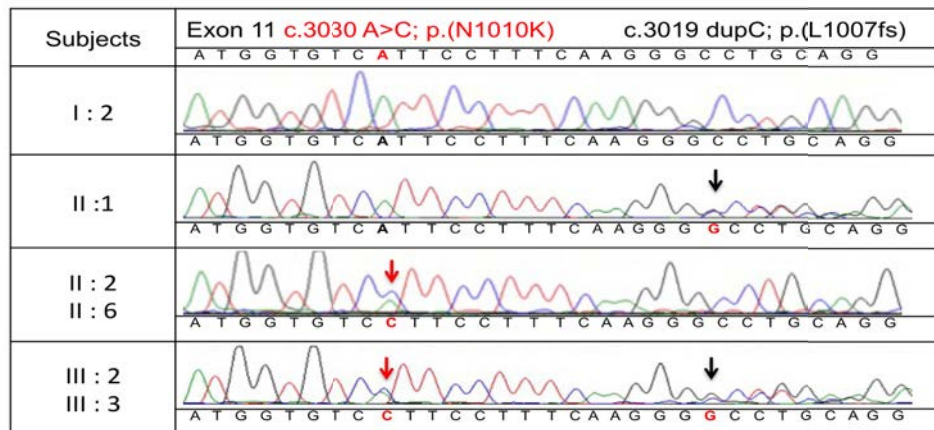 Subjects
Exon 11 c.3030 A>C; p.(N1010K) c.3019 dupC; p.(L1007fs)
A T G G T G T C A T T C C T T T C A A G G G C C T G C A G G
I : 2
A T G G T G T C A T T C C T T T C A A G G G C C T G C A G G
II :1
A T G G T G T C A T T C C T T T C A A G G G G C C T G C A G G
II : 2
II : 6
A T G G T G T C C T T C C T T T C A A G G G C C T G C A G G
III : 2
III : 3
A T G G T G T C C T T C C T T T C A A G G G G C C T G C A G G